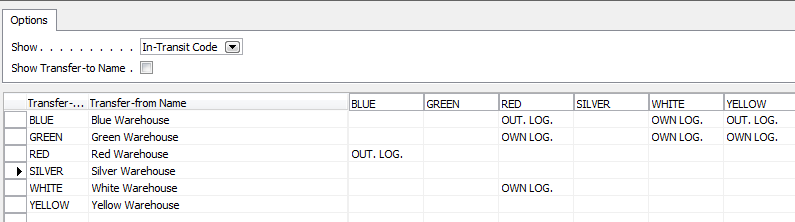 Options
Show . . . . . . . . . . In-Transit Code
Show Transfer-to Name .
Transfer-... Transfer-from Name BLUE GREEN RED SILVER WHITE YELLOW
BLUE Blue Warehouse OUT. LOG. OWN LOG. OUT. LOG.
GREEN Green Warehouse OWN LOG. OWN LOG. OWN LOG.
RED Red Warehouse OUT. LOG.
SILVER Silver Warehouse
WHITE White Warehouse OWN LOG.
YELLOW Yellow Warehouse